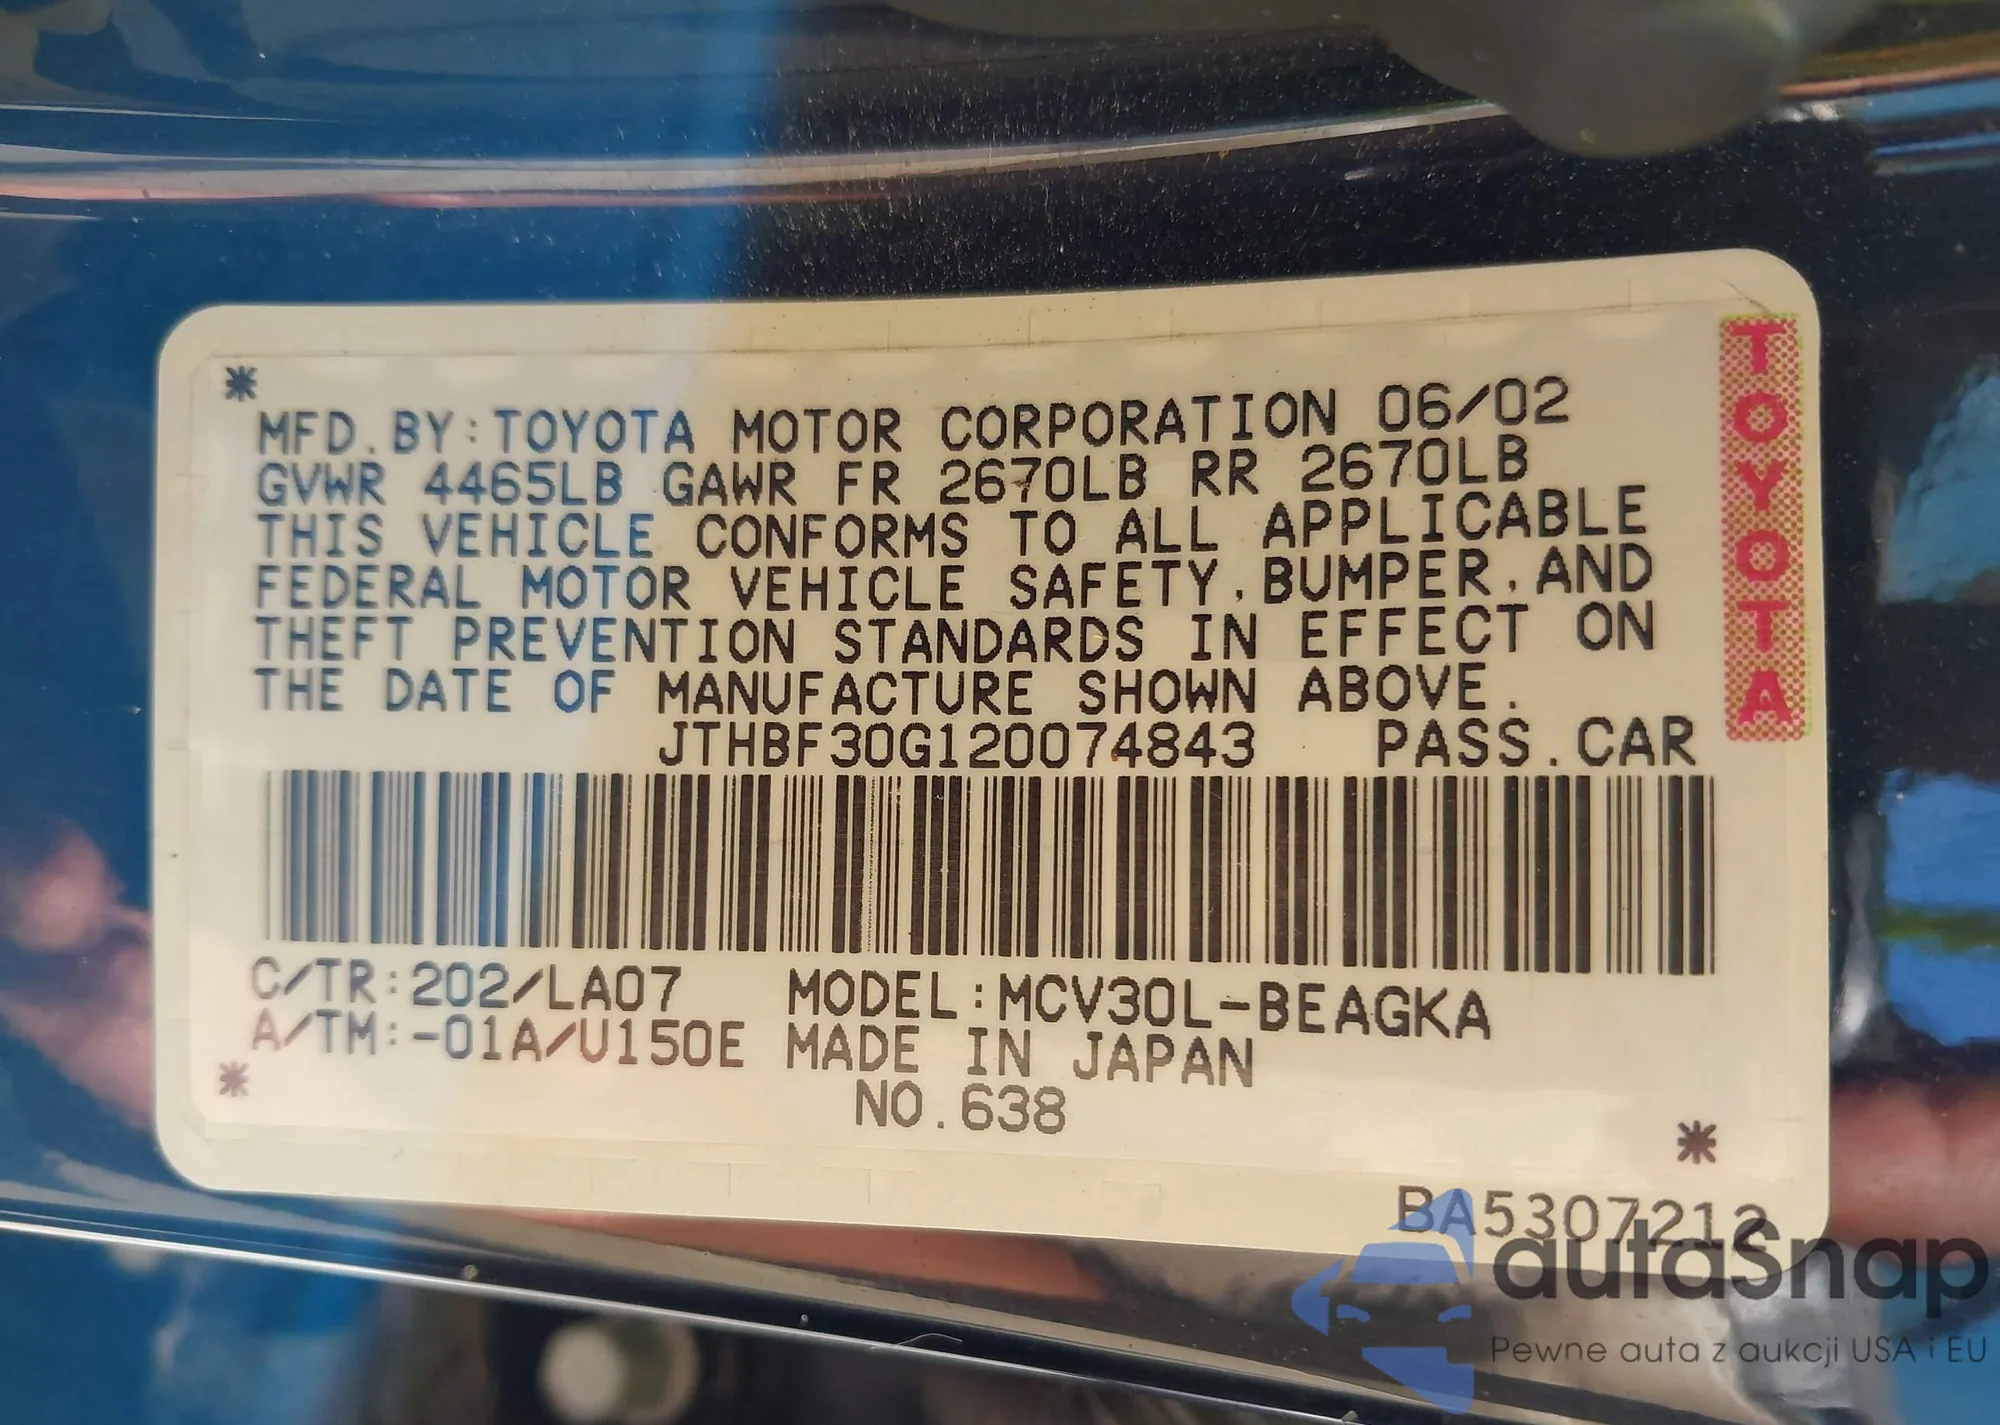 *
MFD.BY:TOYOTA MOTOR CORPORATION 06/02
GVWR 4465LB GAWR FR 2670LB RR 2670LB
THIS VEHICLE CONFORMS TO ALL APPLICABLE
FEDERAL MOTOR VEHICLE SAFETY,BUMPER,AND
THEFT PREVENTION STANDARDS IN EFFECT ON
THE DATE OF MANUFACTURE SHOWN ABOVE.
JTHBF30G120074843 PASS.CAR
TOYOTA
C/TR:202/LA07 MODEL:MCV30L-BEAGKA
A/TM:-01A/U150E MADE IN JAPAN
* NO.638
*
BA5307212
autaSnap
Pewne auta z aukcji USA i EU